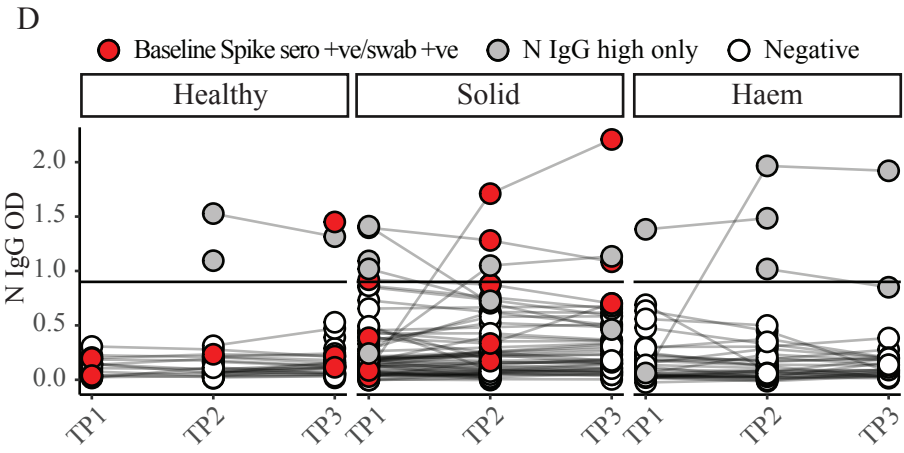 D
Baseline Spike sero +ve/swab +ve N IgG high only Negative
Healthy Solid Haem
N IgG OD
2.0
1.5
1.0
0.5
0.0
TP1 TP2 TP3 TP1 TP2 TP3 TP1 TP2 TP3